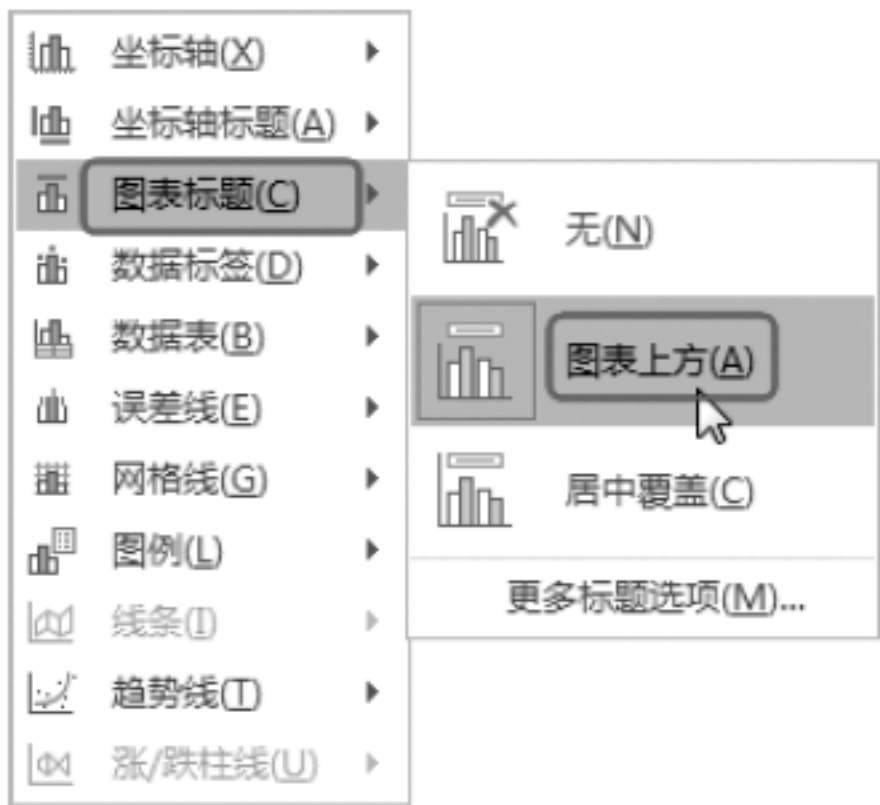 坐标轴(X)
坐标轴标题(A)
图表标题(C)
数据标签(D)
数据表(B)
误差线(E)
网格线(G)
图例(L)
线条(I)
趋势线(T)
涨/跌柱线(U)
无(N)
图表上方(A)
居中覆盖(C)
更多标题选项(M)...